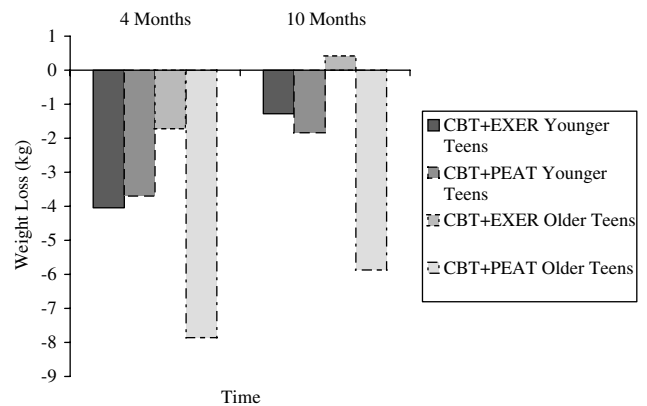 4 Months 10 Months
1
0
-1
-2
-3
-4
-5
-6
-7
-8
-9
Weight Loss (kg)
Time
CBT+EXER Younger
Teens
CBT+PEAT Younger
Teens
CBT+EXER Older Teens
CBT+PEAT Older Teens